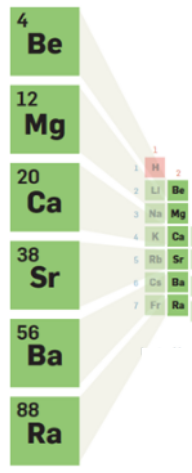 4
Be
12
Mg
20
Ca
38
Sr
56
Ba
88
Ra
1
1 H 2
2 Li Be
3 Na Mg
4 K Ca
5 Rb Sr
6 Cs Ba
7 Fr Ra